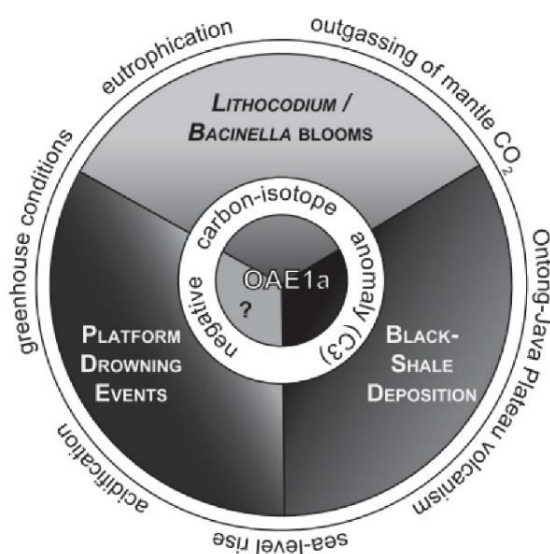 eutrophication
outgassing of mantle CO₂
Ontong-Java Plateau volcanism
sea-level rise
acidification
greenhouse conditions
LITHOCODIUM /
BACINELLA BLOOMS
negative carbon-isotope anomaly (C3)
OAE1a
?
PLATFORM
DROWNING
EVENTS
BLACK-
SHALE
DEPOSITION